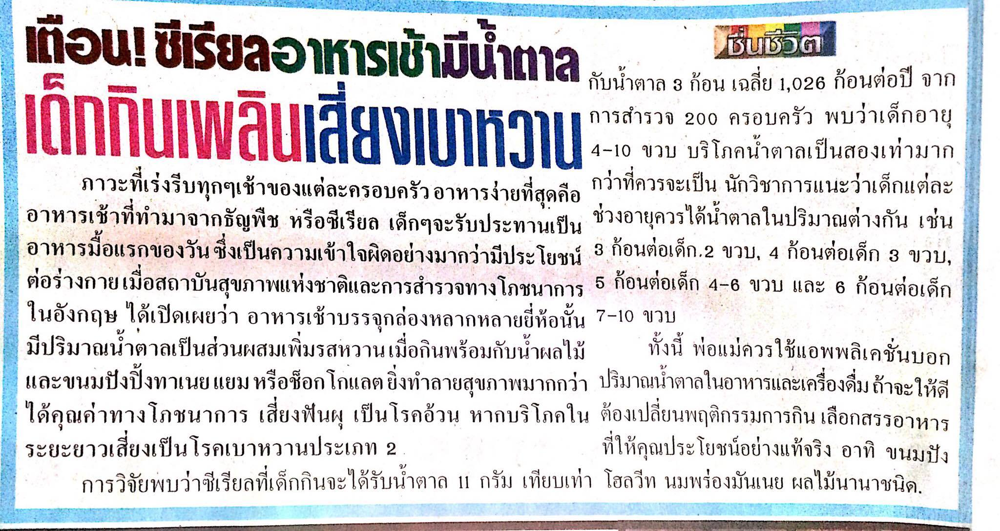 เตือน! ซีเรียลอาหารเช้ามีน้ำตาล
เด็กกินเพลินเสี่ยงเบาหวาน
ภาวะที่เร่งรีบทุกๆเช้าของแต่ละครอบครัว อาหารง่ายที่สุดคือ
อาหารเช้าที่ทำมาจากธัญพืช หรือซีเรียล เด็กๆจะรับประทานเป็น
อาหารมื้อแรกของวัน ซึ่งเป็นความเข้าใจผิดอย่างมากว่ามีประโยชน์
ต่อร่างกาย เมื่อสถาบันสุขภาพแห่งชาติและการสำรวจทางโภชนาการ
ในอังกฤษ ได้เปิดเผยว่า อาหารเช้าบรรจุกล่องหลากหลายยี่ห้อนั้น
มีปริมาณน้ำตาลเป็นส่วนผสมเพิ่มรสหวาน เมื่อกินพร้อมกับน้ำผลไม้
และขนมปังปิ้งทาเนย แยม หรือช็อกโกแลต ยิ่งทำลายสุขภาพมากกว่า
ได้คุณค่าทางโภชนาการ เสี่ยงฟันผุ เป็นโรคอ้วน หากบริโภคใน
ระยะยาวเสี่ยงเป็นโรคเบาหวานประเภท 2
การวิจัยพบว่าซีเรียลที่เด็กกินจะได้รับน้ำตาล 11 กรัม เทียบเท่า
ชื่นชีวิต
กับน้ำตาล 3 ก้อน เฉลี่ย 1,026 ก้อนต่อปี จาก
การสำรวจ 200 ครอบครัว พบว่าเด็กอายุ
4-10 ขวบ บริโภคน้ำตาลเป็นสองเท่ามาก
กว่าที่ควรจะเป็น นักวิชาการแนะว่าเด็กแต่ละ
ช่วงอายุควรได้น้ำตาลในปริมาณต่างกัน เช่น
3 ก้อนต่อเด็ก 2 ขวบ, 4 ก้อนต่อเด็ก 3 ขวบ,
5 ก้อนต่อเด็ก 4-6 ขวบ และ 6 ก้อนต่อเด็ก
7-10 ขวบ
ทั้งนี้ พ่อแม่ควรใช้แอพพลิเคชั่นบอก
ปริมาณน้ำตาลในอาหารและเครื่องดื่ม ถ้าจะให้ดี
ต้องเปลี่ยนพฤติกรรมการกิน เลือกสรรอาหาร
ที่ให้คุณประโยชน์อย่างแท้จริง อาทิ ขนมปัง
โฮลวีท นมพร่องมันเนย ผลไม้นานาชนิด.